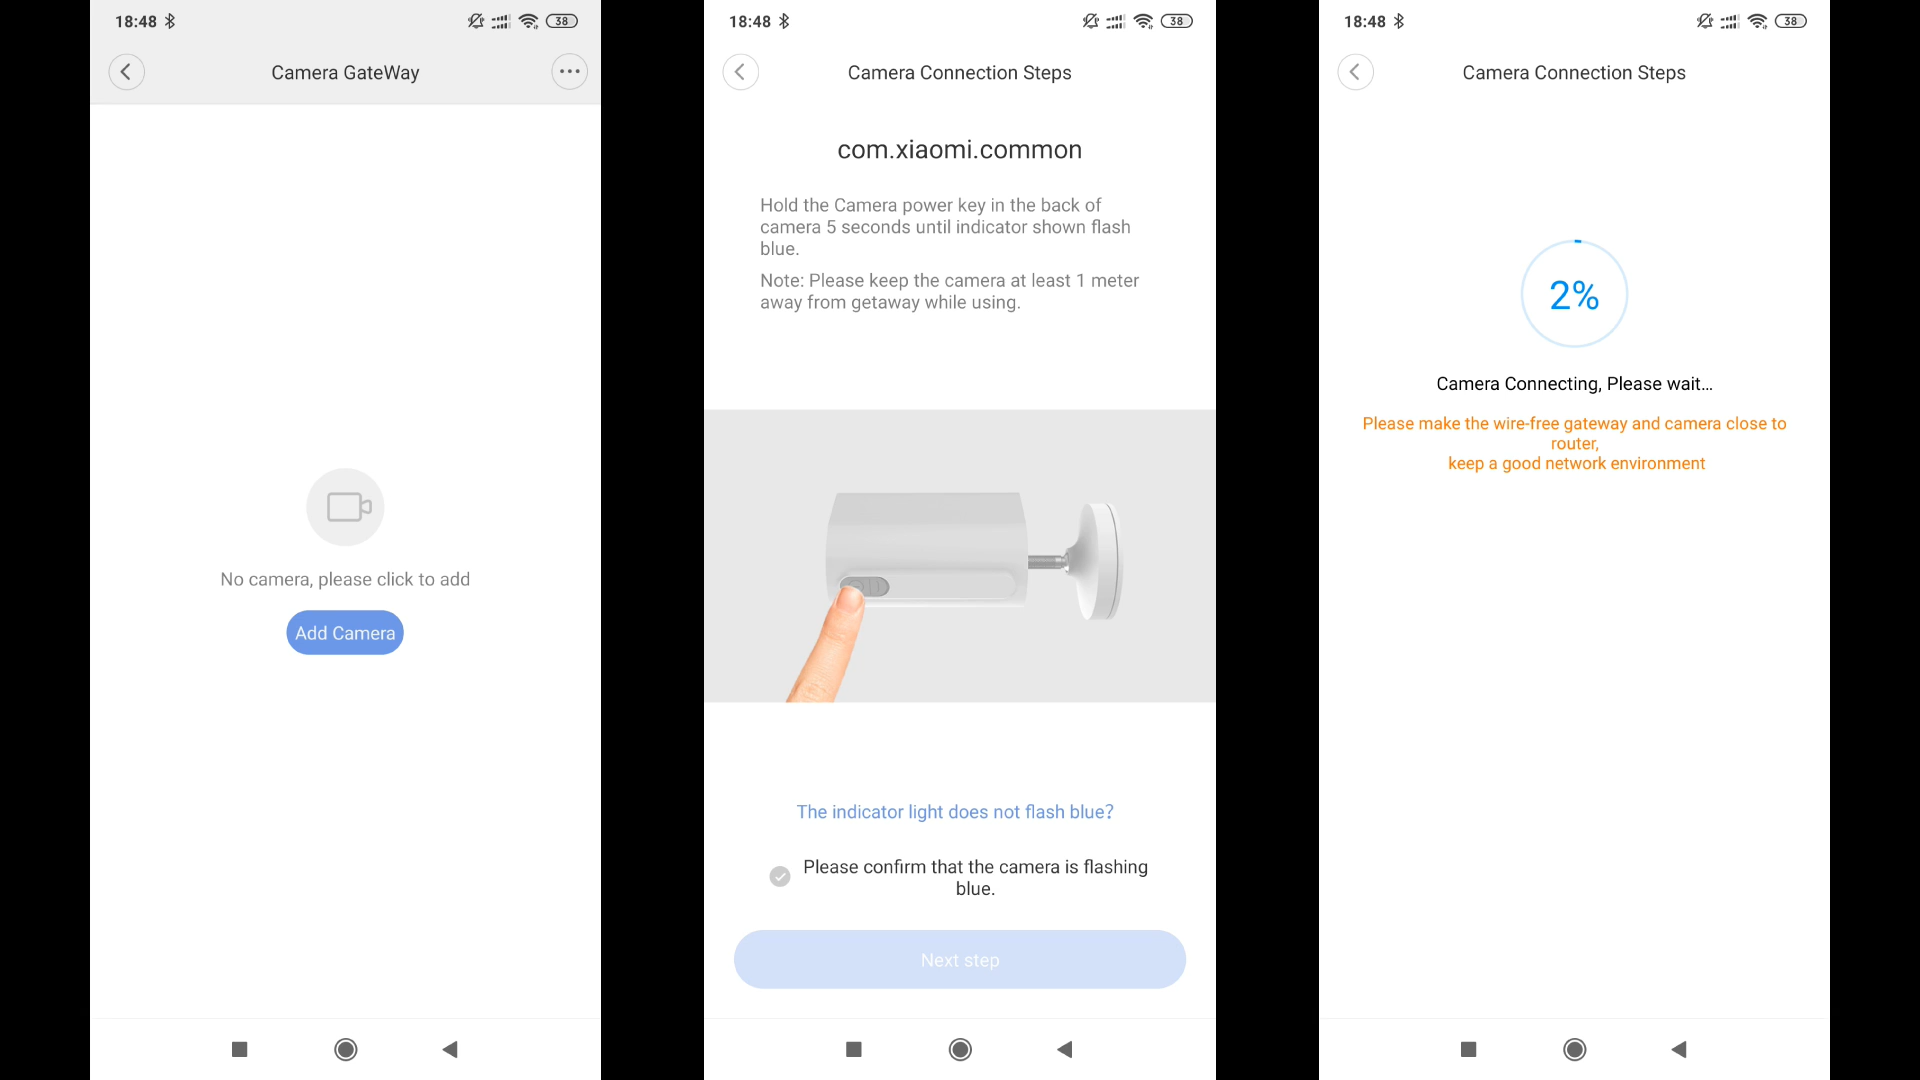 18:48
38
Camera GateWay
No camera, please click to add
Add Camera
18:48
38
Camera Connection Steps
com.xiaomi.common
Hold the Camera power key in the back of
camera 5 seconds until indicator shown flash
blue.
Note: Please keep the camera at least 1 meter
away from getaway while using.
The indicator light does not flash blue?
Please confirm that the camera is flashing
blue.
Next step
18:48
38
Camera Connection Steps
2%
Camera Connecting, Please wait...
Please make the wire-free gateway and camera close to
router,
keep a good network environment